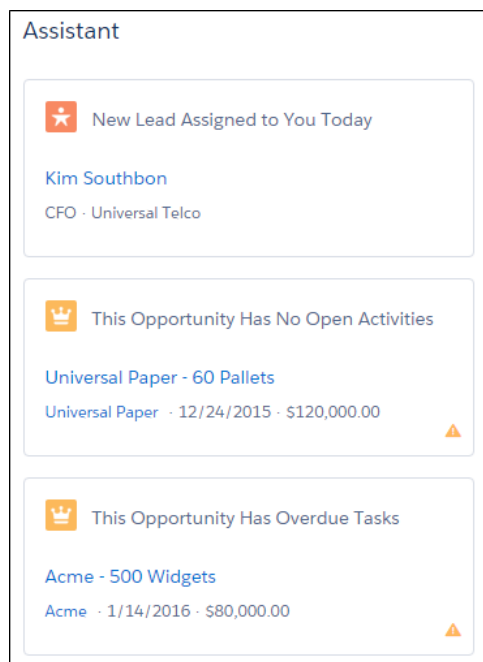 Assistant
New Lead Assigned to You Today
Kim Southbon
CFO · Universal Telco
This Opportunity Has No Open Activities
Universal Paper - 60 Pallets
Universal Paper · 12/24/2015 · $120,000.00
This Opportunity Has Overdue Tasks
Acme - 500 Widgets
Acme · 1/14/2016 · $80,000.00